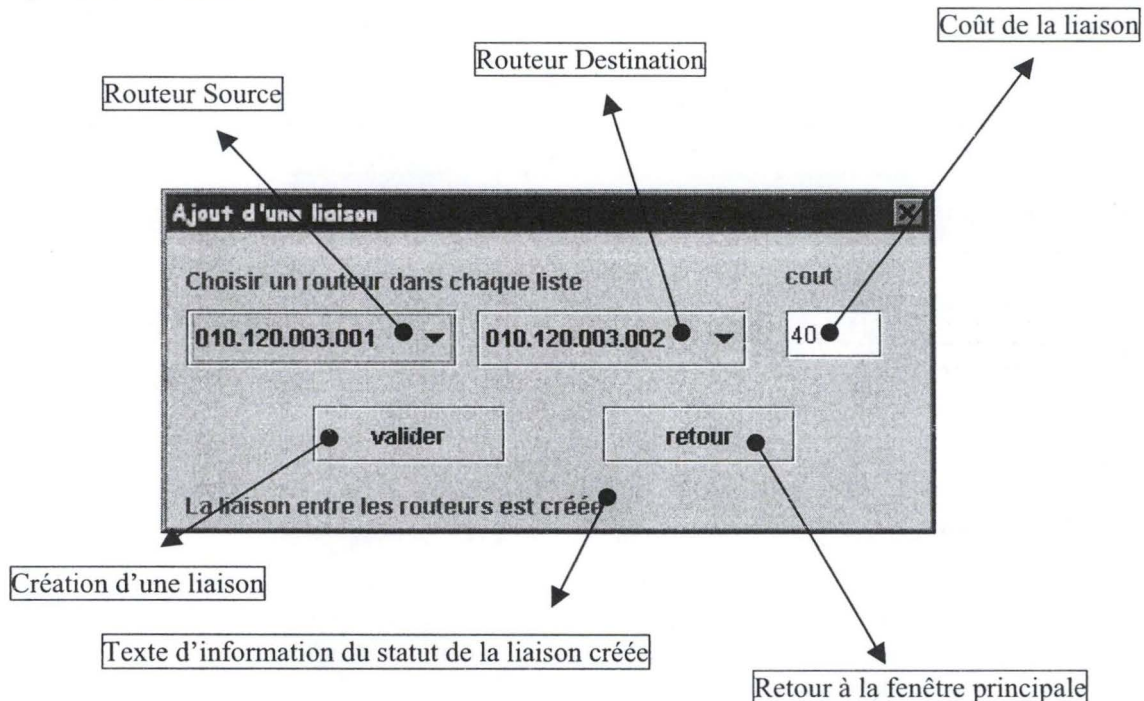 Coût de la liaison
Routeur Destination
Routeur Source
Ajout d'une liaison
Choisir un routeur dans chaque liste
cout
010.120.003.001
010.120.003.002
40
valider
retour
La liaison entre les routeurs est créée
Création d'une liaison
Texte d'information du statut de la liaison créée
Retour à la fenêtre principale